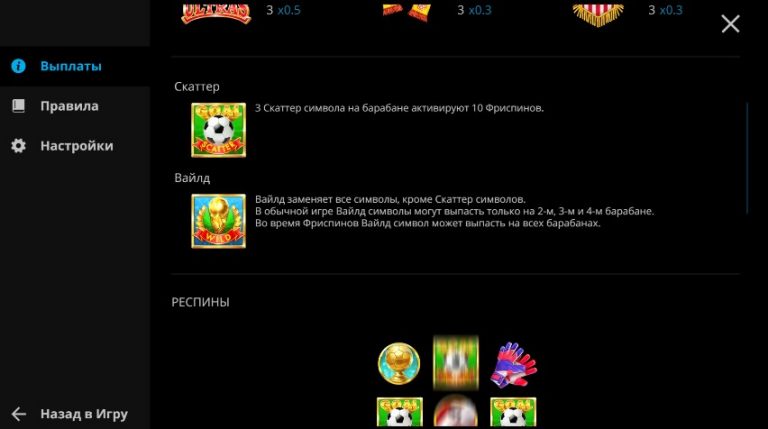 ULTRAS
3 x0.5
3 x0.3
3 x0.3
Выплаты
Правила
Настройки
Назад в Игру
Скаттер
GOAL
SCATTER
3 Скаттер символа на барабане активируют 10 Фриспинов.
Вайлд
WILD
Вайлд заменяет все символы, кроме Скаттер символов.
В обычной игре Вайлд символы могут выпасть только на 2-м, 3-м и 4-м барабане.
Во время Фриспинов Вайлд символ может выпасть на всех барабанах.
РЕСПИНЫ
GOAL
GOAL